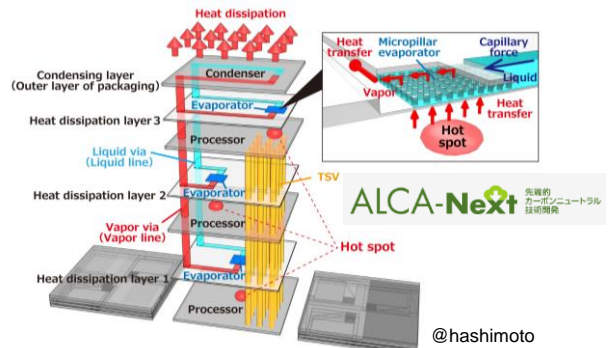 Heat dissipation
Condensing layer
(Outer layer of packaging)
Condenser
Evaporator
Heat dissipation layer 3
Processor
Liquid via
(Liquid line)
TSV
Evaporator
Heat dissipation layer 2
Processor
Vapor via
(Vapor line)
Hot spot
Heat dissipation layer 1
Evaporator
Processor
Heat
transfer
Micropillar
evaporator
Capillary
force
Liquid
Vapor
Heat
transfer
Hot
spot
ALCA-Next
先端的
カーボンニュートラル
技術開発
@hashimoto